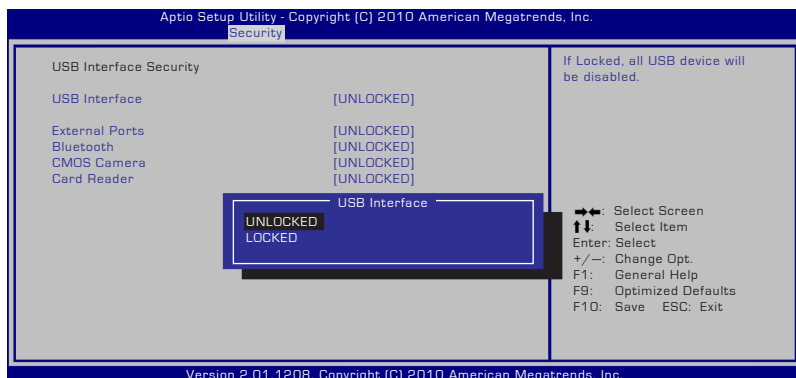 Aptio Setup Utility - Copyright (C) 2010 American Megatrends, Inc.
Security
USB Interface Security
USB Interface [UNLOCKED]
External Ports [UNLOCKED]
Bluetooth [UNLOCKED]
CMOS Camera [UNLOCKED]
Card Reader [UNLOCKED]
USB Interface
UNLOCKED
LOCKED
If Locked, all USB device will
be disabled.
→←: Select Screen
↑↓: Select Item
Enter: Select
+/—: Change Opt.
F1: General Help
F9: Optimized Defaults
F10: Save ESC: Exit
Version 2.01.1208. Copyright (C) 2010 American Megatrends, Inc.